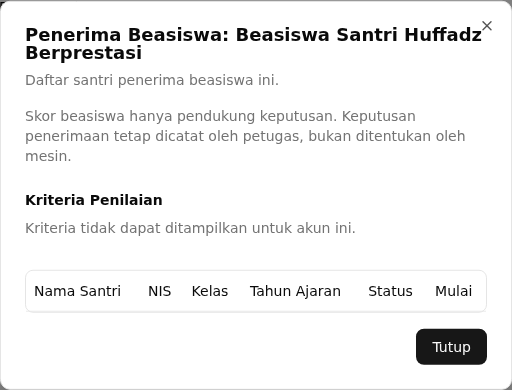 Penerima Beasiswa: Beasiswa Santri Huffadz
Berprestasi
Daftar santri penerima beasiswa ini.
Skor beasiswa hanya pendukung keputusan. Keputusan
penerimaan tetap dicatat oleh petugas, bukan ditentukan oleh
mesin.
Kriteria Penilaian
Kriteria tidak dapat ditampilkan untuk akun ini.
Nama Santri NIS Kelas Tahun Ajaran Status Mulai
Tutup